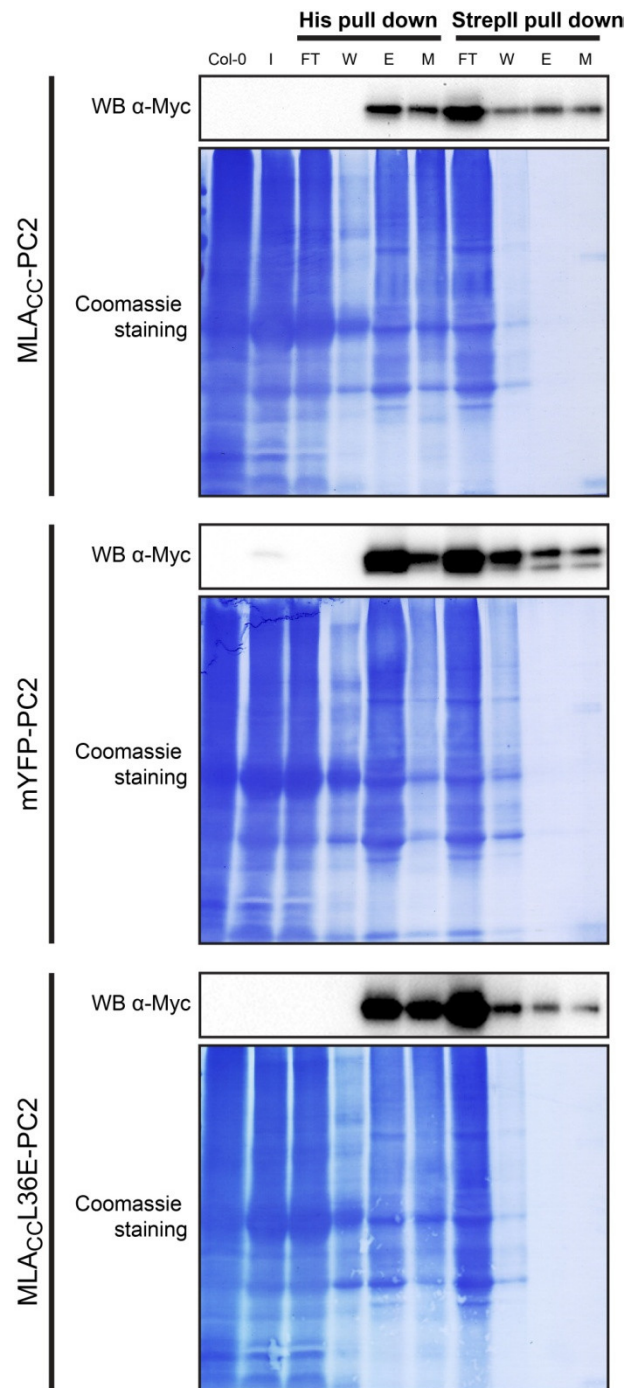 His pull down StrepII pull down
Col-0 I FT W E M FT W E M
MLACC-PC2
WB α-Myc
Coomassie
staining
mYFP-PC2
WB α-Myc
Coomassie
staining
MLACCL36E-PC2
WB α-Myc
Coomassie
staining